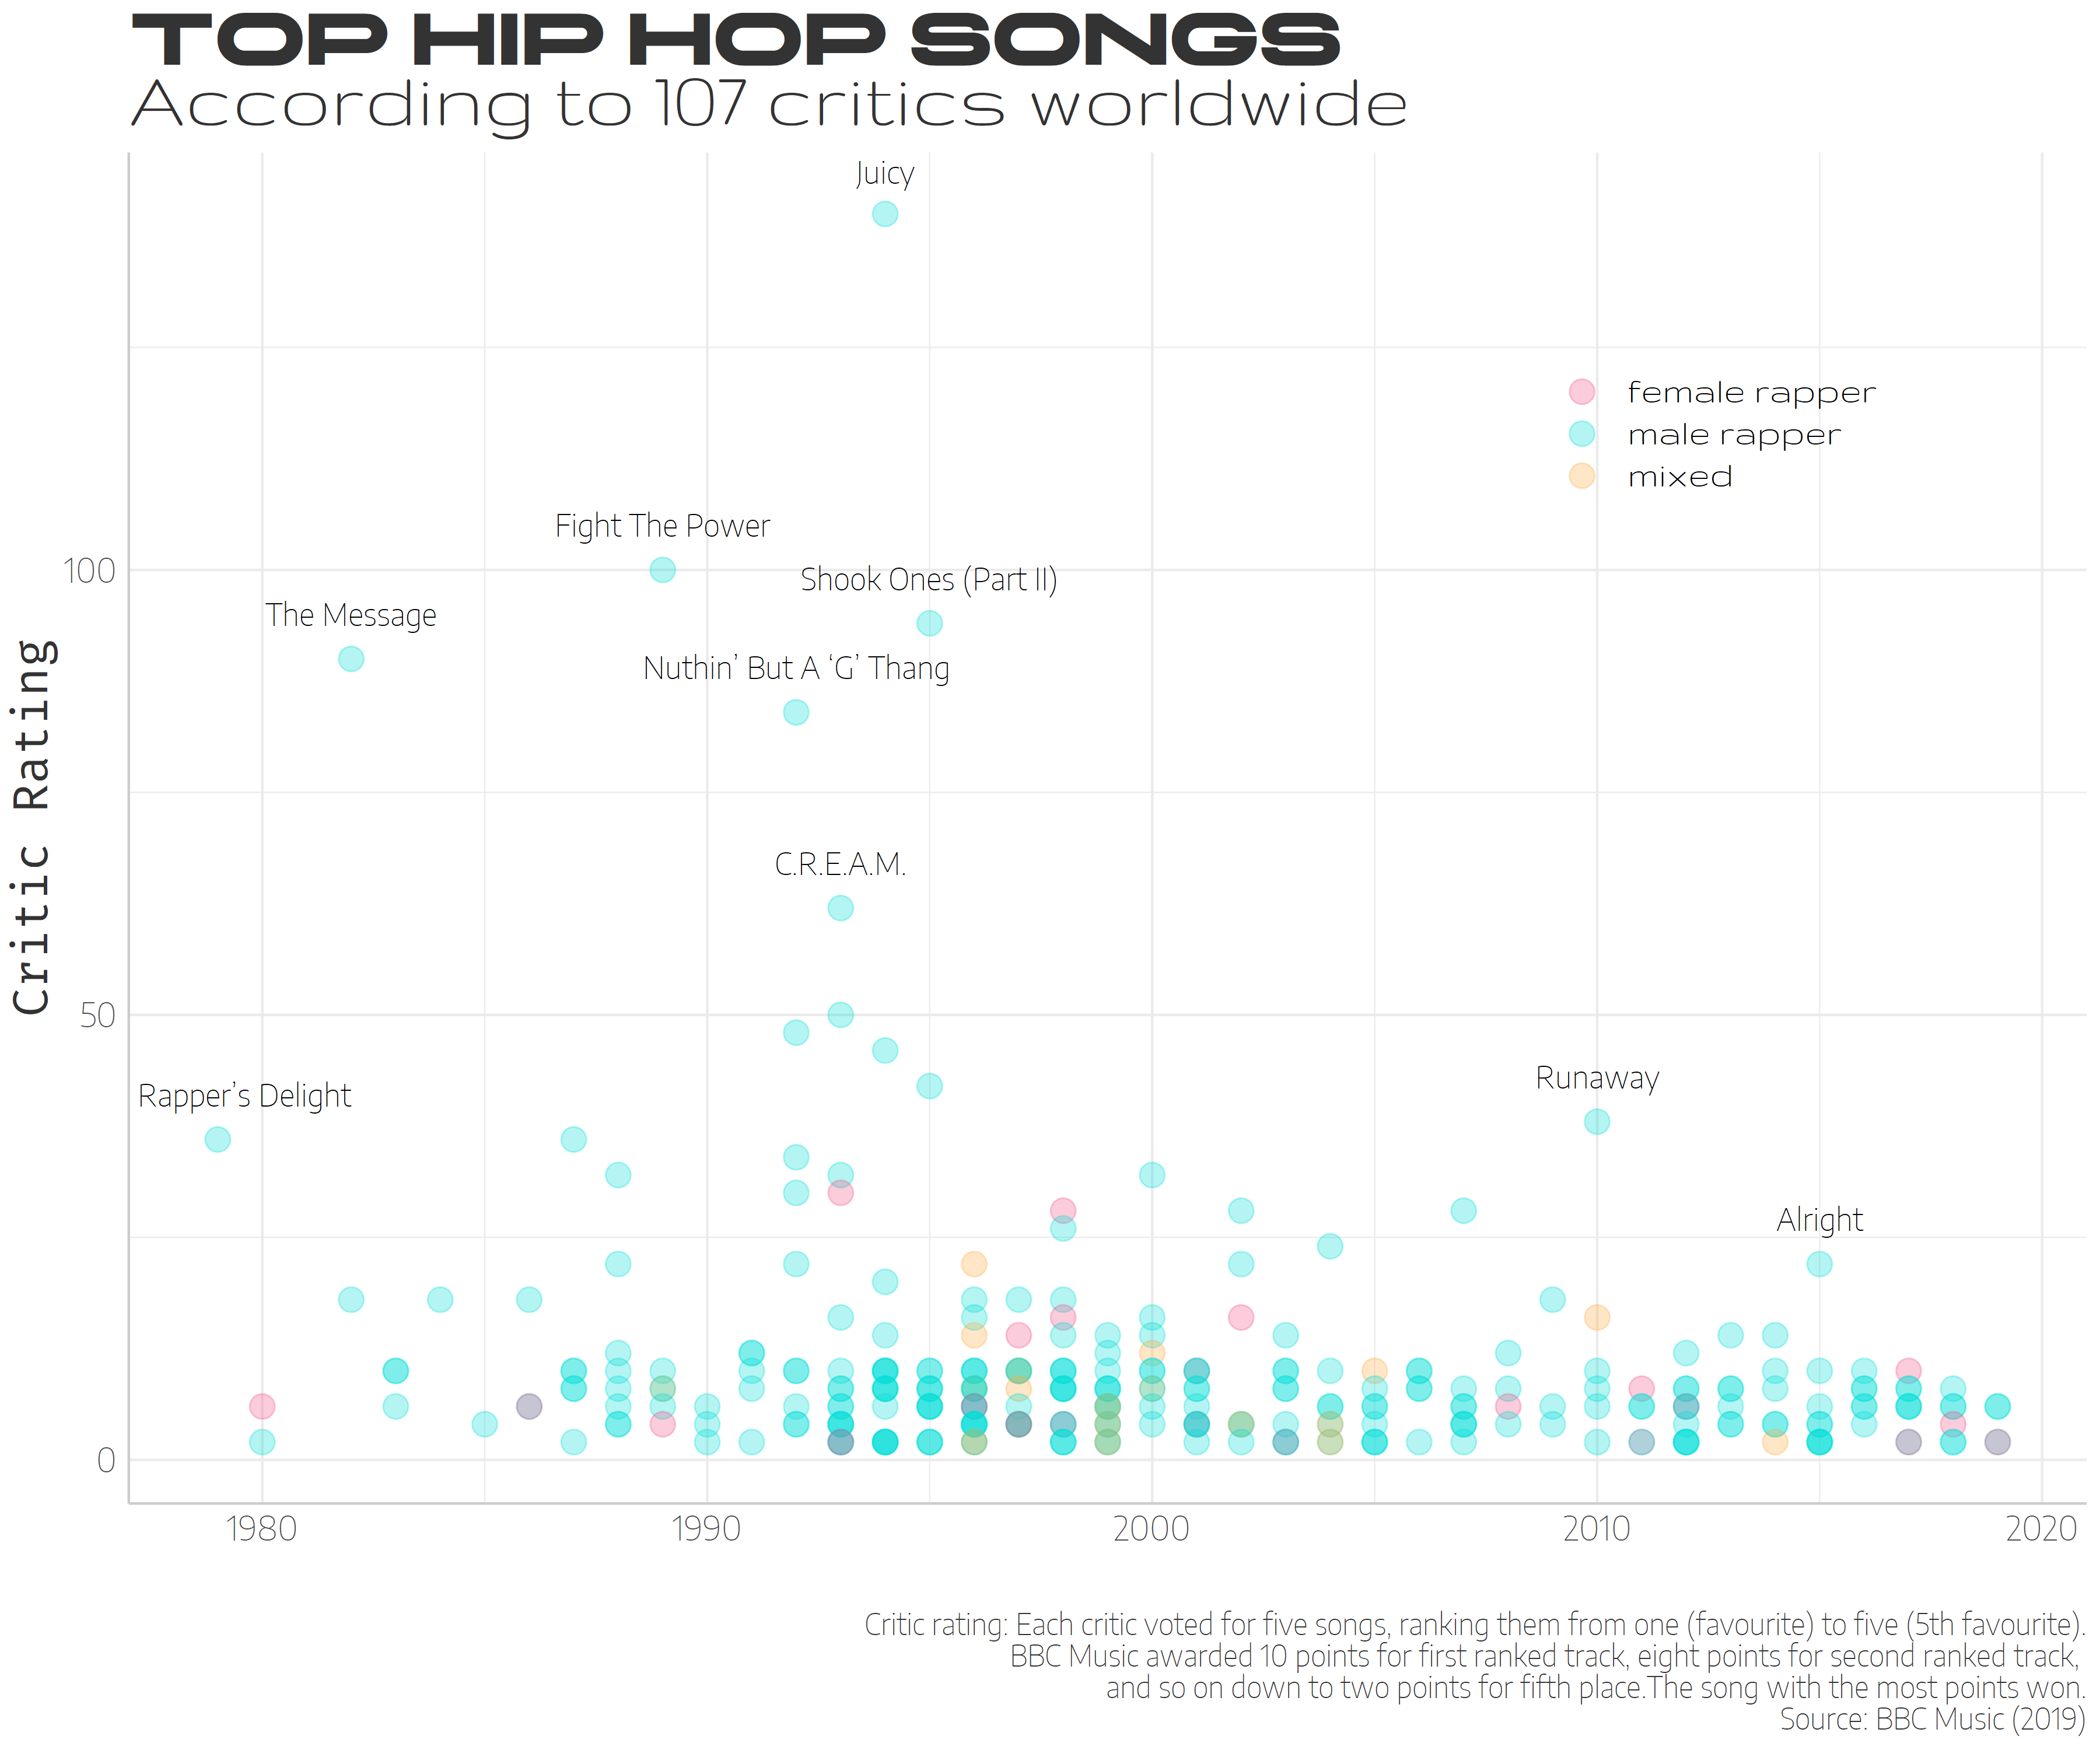 TOP HIP HOP SONGS
According to 107 critics worldwide
Juicy
female rapper
male rapper
mixed
Fight The Power
100
Shook Ones (Part II)
The Message
Nuthin’ But A ‘G’ Thang
Critic Rating
C.R.E.A.M.
50
Runaway
Rapper’s Delight
Alright
0
1980 1990 2000 2010 2020
Critic rating: Each critic voted for five songs, ranking them from one (favourite) to five (5th favourite).
BBC Music awarded 10 points for first ranked track, eight points for second ranked track,
and so on down to two points for fifth place.The song with the most points won.
Source: BBC Music (2019)